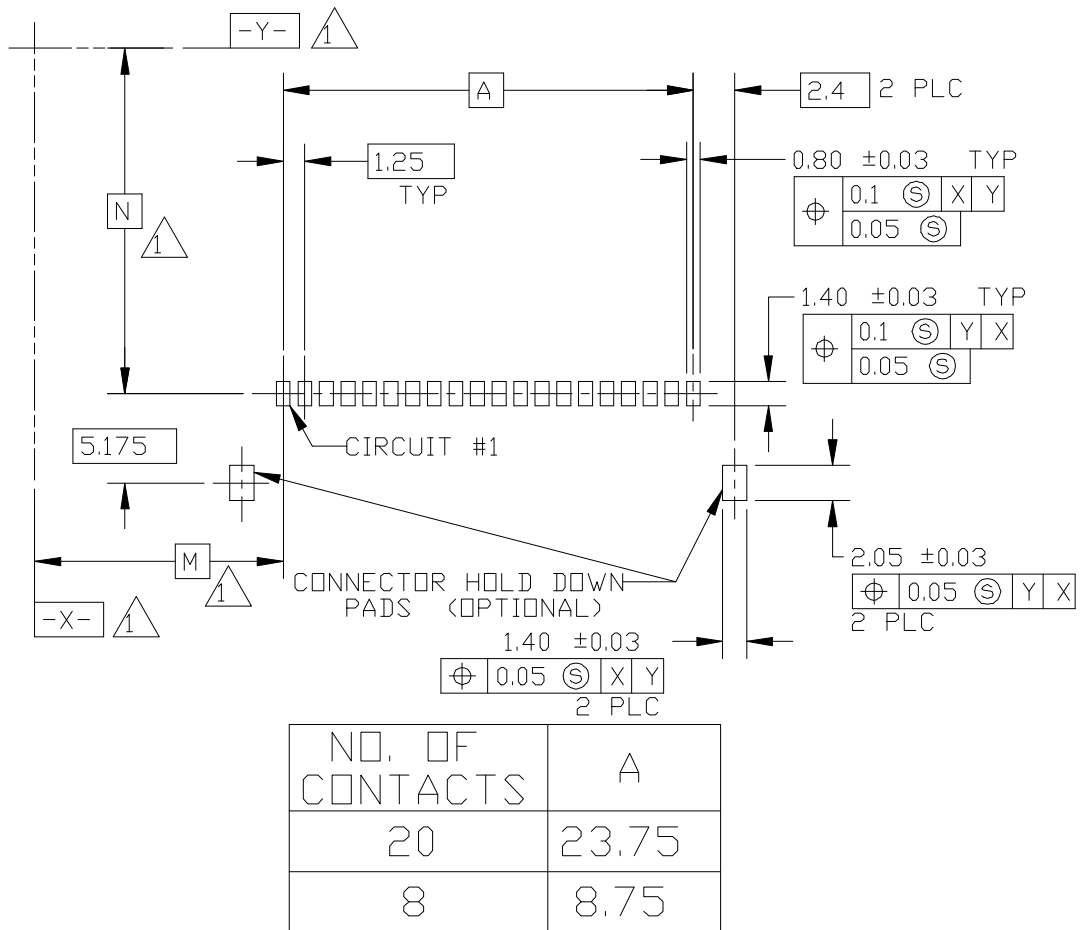 -Y- 1
A
2.4 2 PLC
1.25
TYP
0.80 ±0.03 TYP
⌖ 0.1 Ⓢ X Y
0.05 Ⓢ
N 1
1.40 ±0.03 TYP
⌖ 0.1 Ⓢ Y X
0.05 Ⓢ
5.175
CIRCUIT #1
M 1
CONNECTOR HOLD DOWN
PADS (OPTIONAL)
2.05 ±0.03
⌖ 0.05 Ⓢ Y X
2 PLC
-X- 1
1.40 ±0.03
⌖ 0.05 Ⓢ X Y
2 PLC
NO. OF
CONTACTS
A
20 23.75
8 8.75